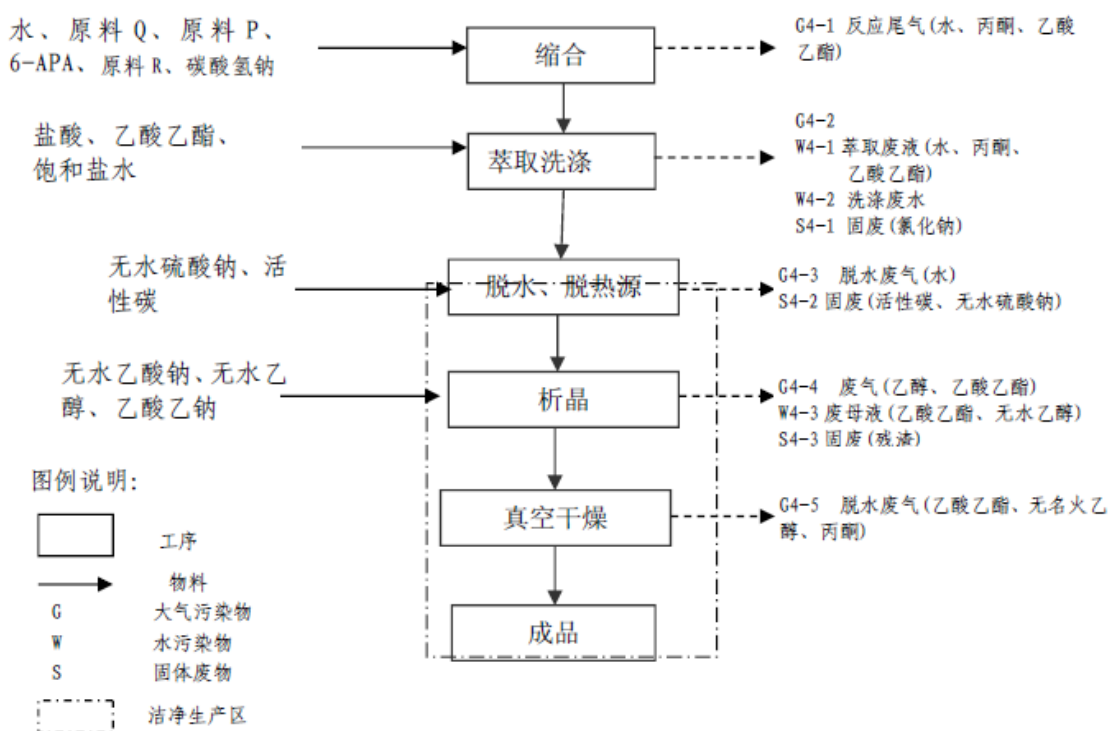 水、原料 Q、原料 P、
6-APA、原料 R、碳酸氢钠
缩合
G4-1 反应尾气(水、丙酮、乙酸
乙酯)
盐酸、乙酸乙酯、
饱和盐水
萃取洗涤
G4-2
W4-1 萃取废液(水、丙酮、
乙酸乙酯)
W4-2 洗涤废水
S4-1 固废(氯化钠)
无水硫酸钠、活
性碳
脱水、脱热源
G4-3 脱水废气(水)
S4-2 固废(活性碳、无水硫酸钠)
无水乙酸钠、无水乙
醇、乙酸乙钠
析晶
G4-4 废气(乙醇、乙酸乙酯)
W4-3 废母液(乙酸乙酯、无水乙醇)
S4-3 固废(残渣)
真空干燥
G4-5 脱水废气(乙酸乙酯、无名火乙
醇、丙酮)
成品
图例说明:
工序
物料
G 大气污染物
W 水污染物
S 固体废物
洁净生产区